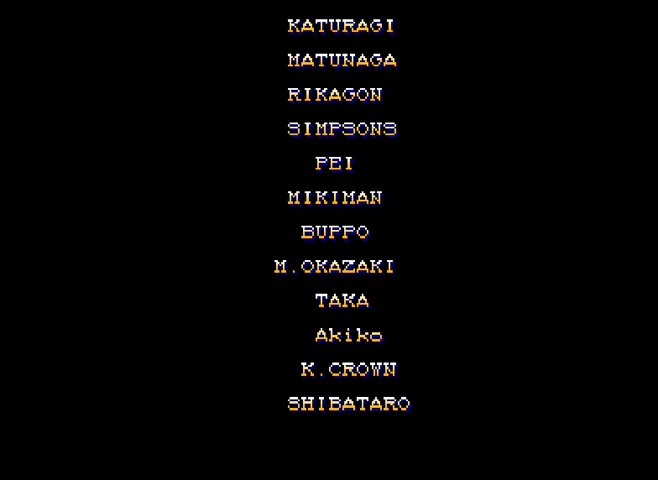 KATURAGI
MATUNAGA
RIKAGON
SIMPSONS
PEI
MIKIMAN
BUPPO
M.OKAZAKI
TAKA
Akiko
K.CROWN
SHIBATARO